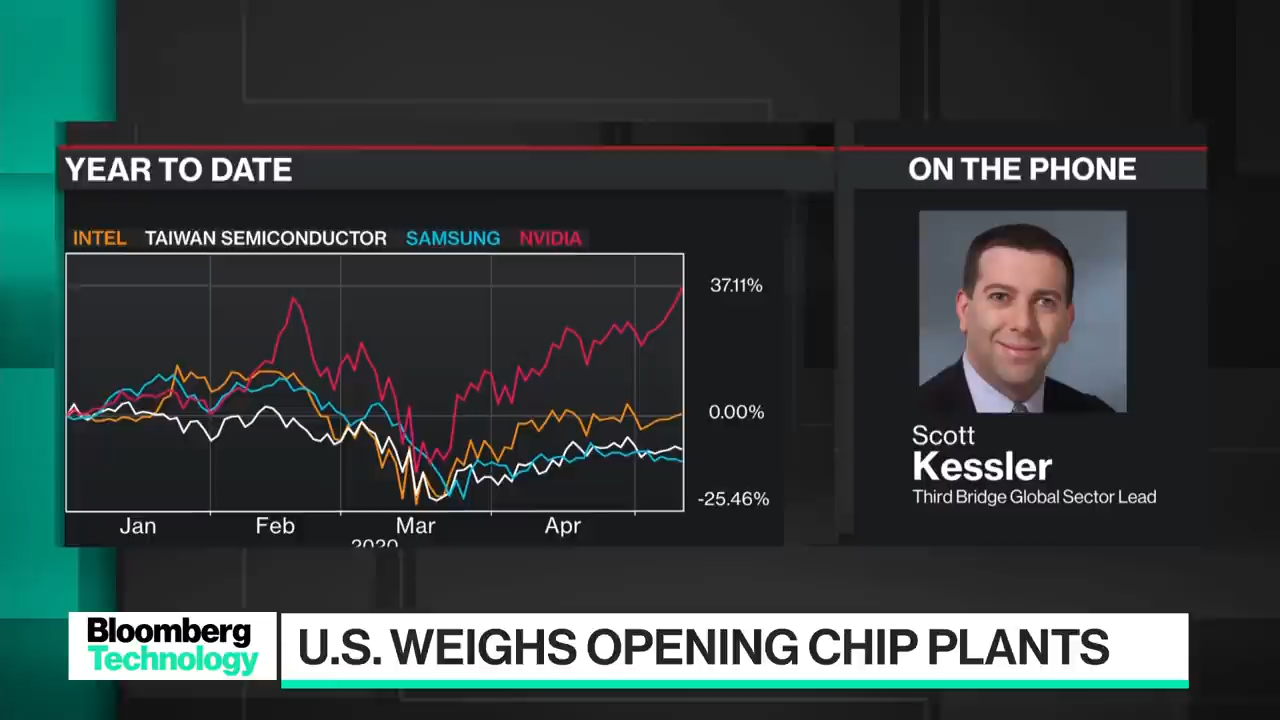 YEAR TO DATE
INTEL TAIWAN SEMICONDUCTOR SAMSUNG NVIDIA
37.11%
0.00%
-25.46%
Jan Feb Mar Apr
2020
ON THE PHONE
Scott
Kessler
Third Bridge Global Sector Lead
Bloomberg
Technology
U.S. WEIGHS OPENING CHIP PLANTS